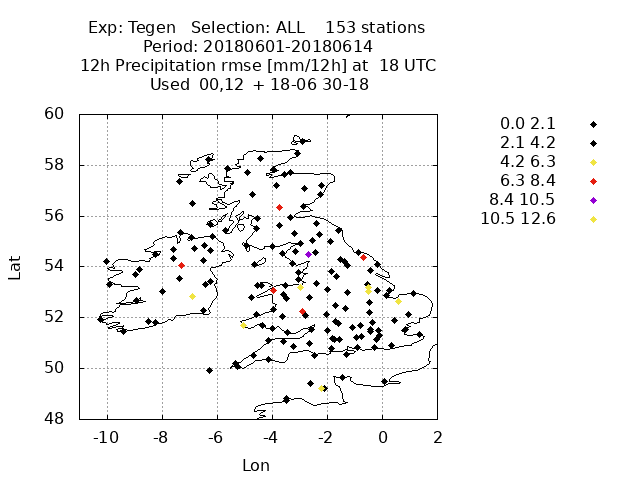 Exp: Tegen   Selection: ALL    153 stations
Period: 20180601-20180614
12h Precipitation rmse [mm/12h] at  18 UTC
Used  00,12  + 18-06 30-18
0.0 2.1
2.1 4.2
4.2 6.3
6.3 8.4
8.4 10.5
10.5 12.6
60
58
56
54
52
50
48
Lat
-10 -8 -6 -4 -2 0 2
Lon